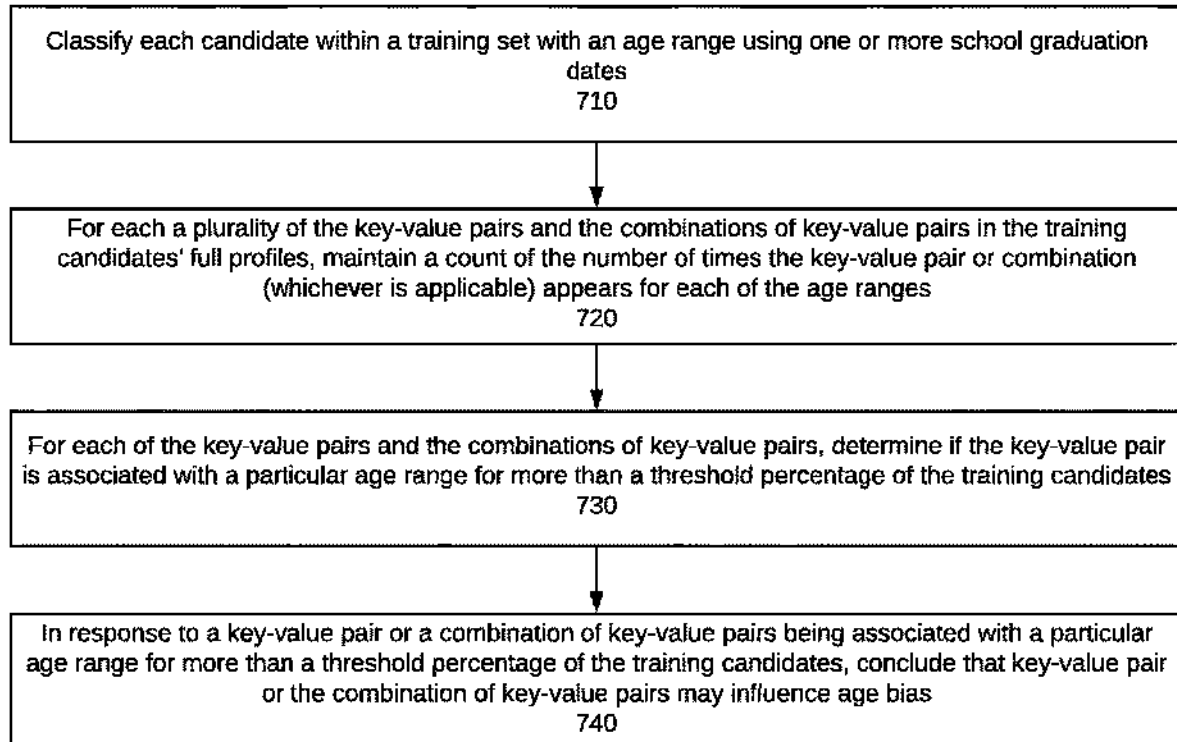 Classify each candidate within a training set with an age range using one or more school graduation
dates
710
For each a plurality of the key-value pairs and the combinations of key-value pairs in the training
candidates' full profiles, maintain a count of the number of times the key-value pair or combination
(whichever is applicable) appears for each of the age ranges
720
For each of the key-value pairs and the combinations of key-value pairs, determine if the key-value pair
is associated with a particular age range for more than a threshold percentage of the training candidates
730
In response to a key-value pair or a combination of key-value pairs being associated with a particular
age range for more than a threshold percentage of the training candidates, conclude that key-value pair
or the combination of key-value pairs may influence age bias
740